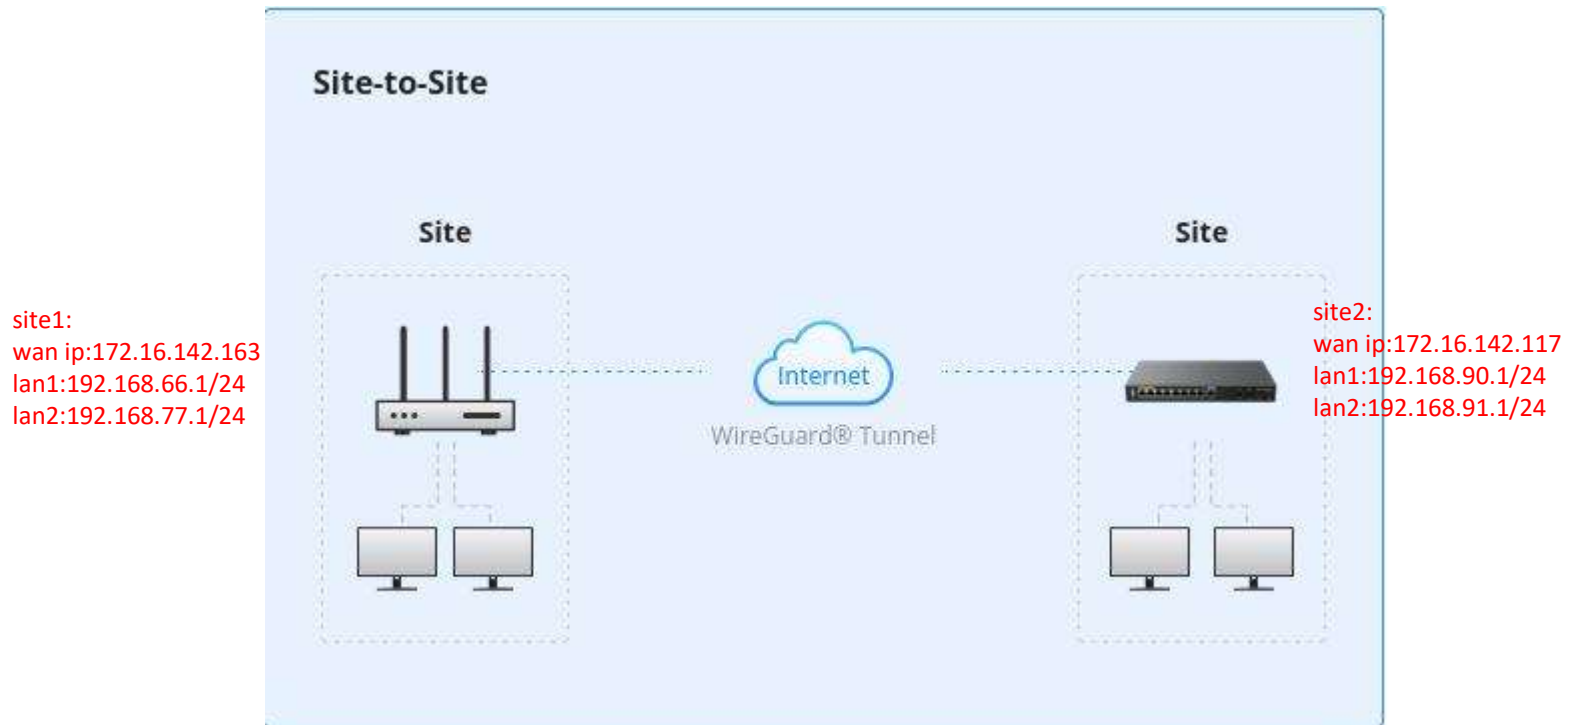 Site-to-Site
Site
Site
site1:
wan ip:172.16.142.163
lan1:192.168.66.1/24
lan2:192.168.77.1/24
Internet
WireGuard® Tunnel
site2:
wan ip:172.16.142.117
lan1:192.168.90.1/24
lan2:192.168.91.1/24